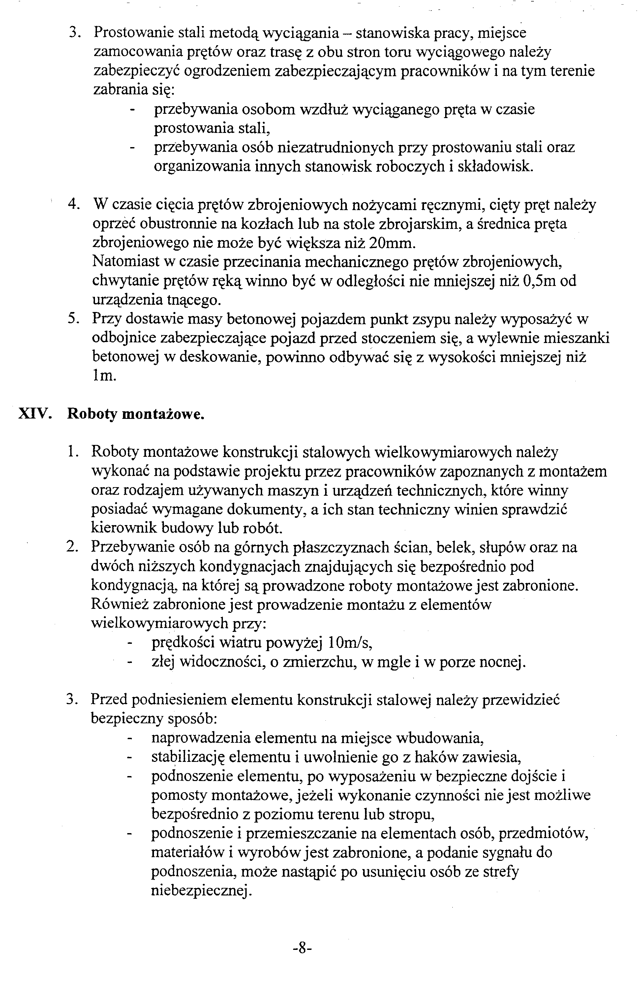 3. Prostowanie stali metodą wyciągania – stanowiska pracy, miejsce
zamocowania prętów oraz trasę z obu stron toru wyciągowego należy
zabezpieczyć ogrodzeniem zabezpieczającym pracowników i na tym terenie
zabrania się:
- przebywania osobom wzdłuż wyciąganego pręta w czasie
prostowania stali,
- przebywania osób niezatrudnionych przy prostowaniu stali oraz
organizowania innych stanowisk roboczych i składowisk.
4. W czasie cięcia prętów zbrojeniowych nożycami ręcznymi, cięty pręt należy
oprzeć obustronnie na kozłach lub na stole zbrojarskim, a średnica pręta
zbrojeniowego nie może być większa niż 20mm.
Natomiast w czasie przecinania mechanicznego prętów zbrojeniowych,
chwytanie prętów ręką winno być w odległości nie mniejszej niż 0,5m od
urządzenia tnącego.
5. Przy dostawie masy betonowej pojazdem punkt zsypu należy wyposażyć w
odbojnice zabezpieczające pojazd przed stoczeniem się, a wylewnie mieszanki
betonowej w deskowanie, powinno odbywać się z wysokości mniejszej niż
1m.
XIV. Roboty montażowe.
1. Roboty montażowe konstrukcji stalowych wielkowymiarowych należy
wykonać na podstawie projektu przez pracowników zapoznanych z montażem
oraz rodzajem używanych maszyn i urządzeń technicznych, które winny
posiadać wymagane dokumenty, a ich stan techniczny winien sprawdzić
kierownik budowy lub robót.
2. Przebywanie osób na górnych płaszczyznach ścian, belek, słupów oraz na
dwóch niższych kondygnacjach znajdujących się bezpośrednio pod
kondygnacją, na której są prowadzone roboty montażowe jest zabronione.
Również zabronione jest prowadzenie montażu z elementów
wielkowymiarowych przy:
- prędkości wiatru powyżej 10m/s,
- złej widoczności, o zmierzchu, w mgle i w porze nocnej.
3. Przed podniesieniem elementu konstrukcji stalowej należy przewidzieć
bezpieczny sposób:
- naprowadzenia elementu na miejsce wbudowania,
- stabilizację elementu i uwolnienie go z haków zawiesia,
- podnoszenie elementu, po wyposażeniu w bezpieczne dojście i
pomosty montażowe, jeżeli wykonanie czynności nie jest możliwe
bezpośrednio z poziomu terenu lub stropu,
- podnoszenie i przemieszczanie na elementach osób, przedmiotów,
materiałów i wyrobów jest zabronione, a podanie sygnału do
podnoszenia, może nastąpić po usunięciu osób ze strefy
niebezpiecznej.
-8-